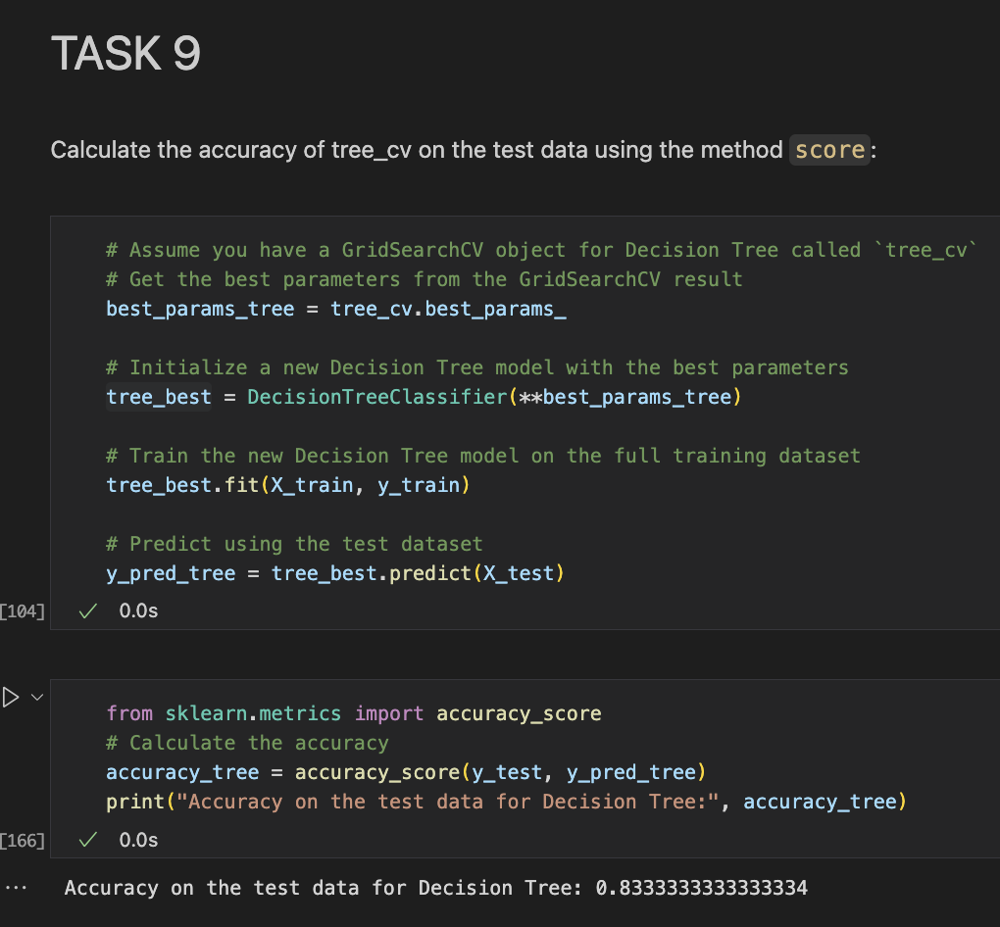 TASK 9
Calculate the accuracy of tree_cv on the test data using the method score:
# Assume you have a GridSearchCV object for Decision Tree called `tree_cv`
# Get the best parameters from the GridSearchCV result
best_params_tree = tree_cv.best_params_
# Initialize a new Decision Tree model with the best parameters
tree_best = DecisionTreeClassifier(**best_params_tree)
# Train the new Decision Tree model on the full training dataset
tree_best.fit(X_train, y_train)
# Predict using the test dataset
y_pred_tree = tree_best.predict(X_test)
[104] ✓ 0.0s
from sklearn.metrics import accuracy_score
# Calculate the accuracy
accuracy_tree = accuracy_score(y_test, y_pred_tree)
print("Accuracy on the test data for Decision Tree:", accuracy_tree)
[166] ✓ 0.0s
... Accuracy on the test data for Decision Tree: 0.8333333333333334